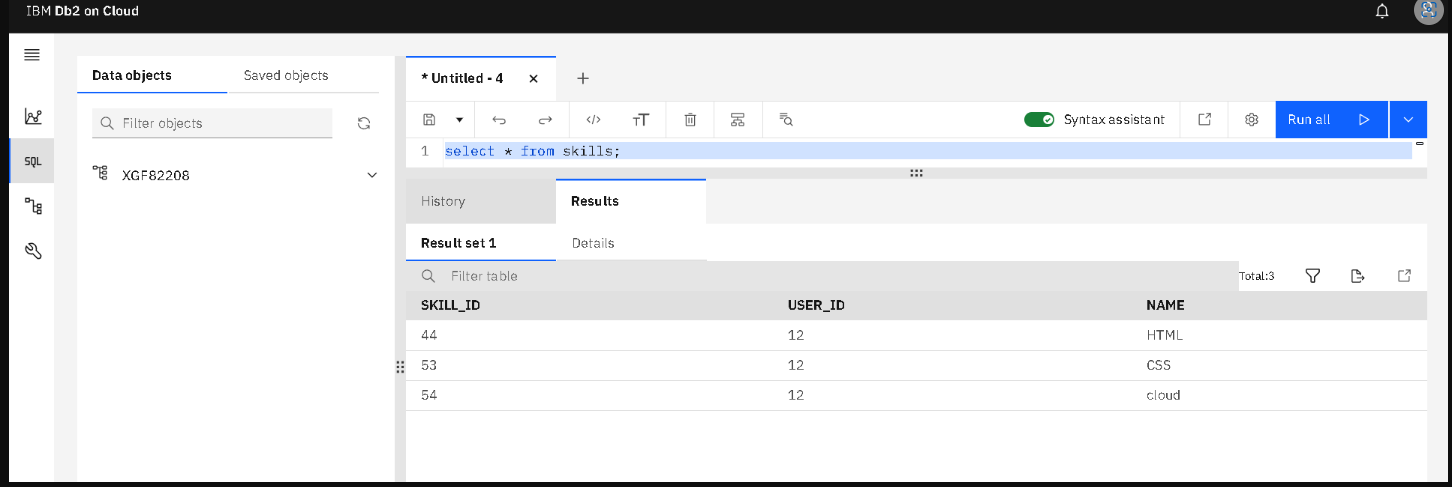 IBM Db2 on Cloud
Data objects
Saved objects
Filter objects
SQL
XGF82208
* Untitled - 4
Syntax assistant
Run all
1 select * from skills;
History
Results
Result set 1
Details
Filter table
Total:3
SKILL_ID USER_ID NAME
44 12 HTML
53 12 CSS
54 12 cloud